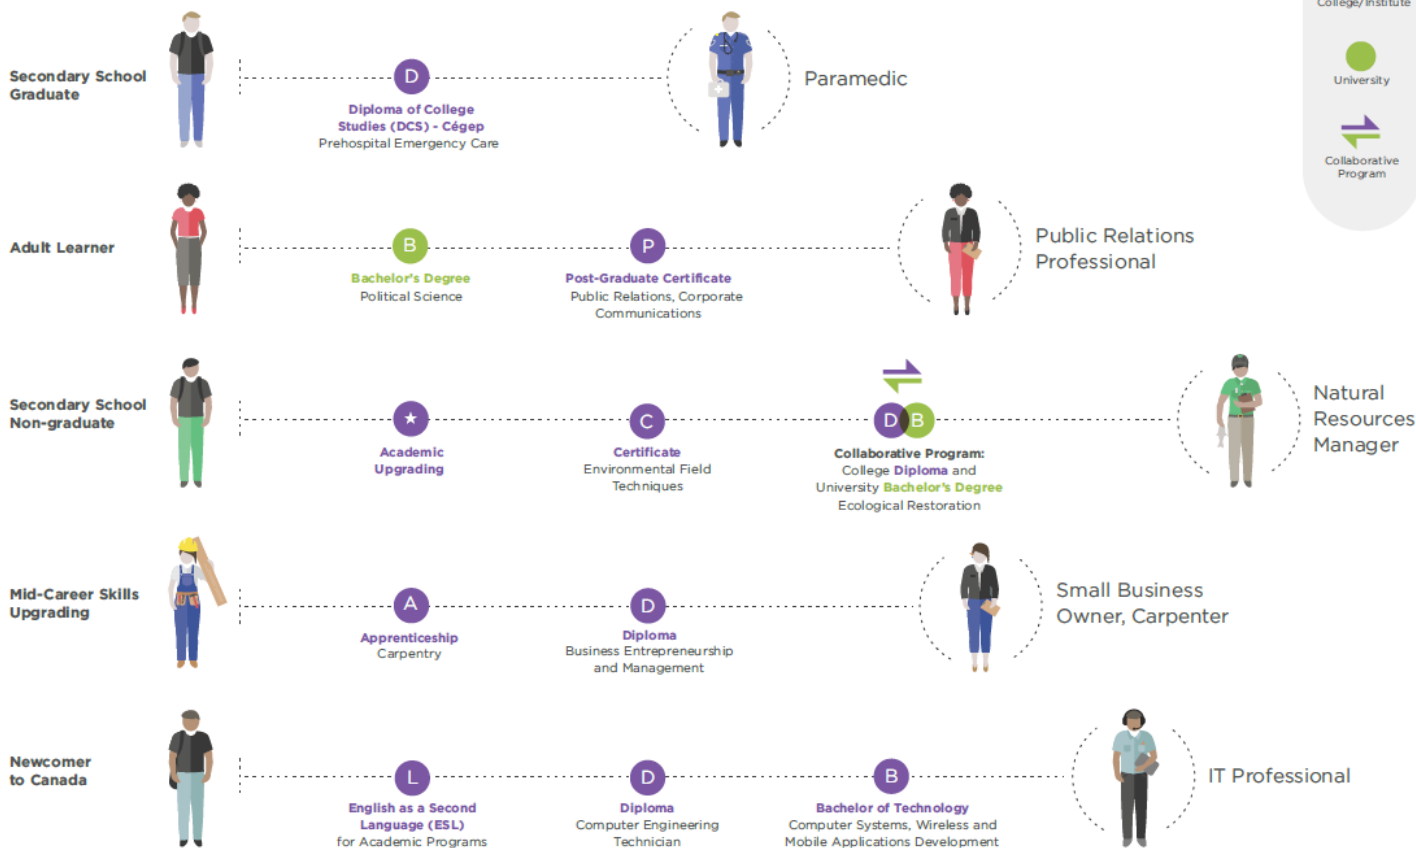 College/Institute
University
Collaborative
Program
Secondary School
Graduate
D
Diploma of College
Studies (DCS) - Cégep
Prehospital Emergency Care
Paramedic
Adult Learner
B
Bachelor's Degree
Political Science
P
Post-Graduate Certificate
Public Relations, Corporate
Communications
Public Relations
Professional
Secondary School
Non-graduate
Academic
Upgrading
C
Certificate
Environmental Field
Techniques
D B
Collaborative Program:
College Diploma and
University Bachelor's Degree
Ecological Restoration
Natural
Resources
Manager
Mid-Career Skills
Upgrading
A
Apprenticeship
Carpentry
D
Diploma
Business Entrepreneurship
and Management
Small Business
Owner, Carpenter
Newcomer
to Canada
L
English as a Second
Language (ESL)
for Academic Programs
D
Diploma
Computer Engineering
Technician
B
Bachelor of Technology
Computer Systems, Wireless and
Mobile Applications Development
IT Professional